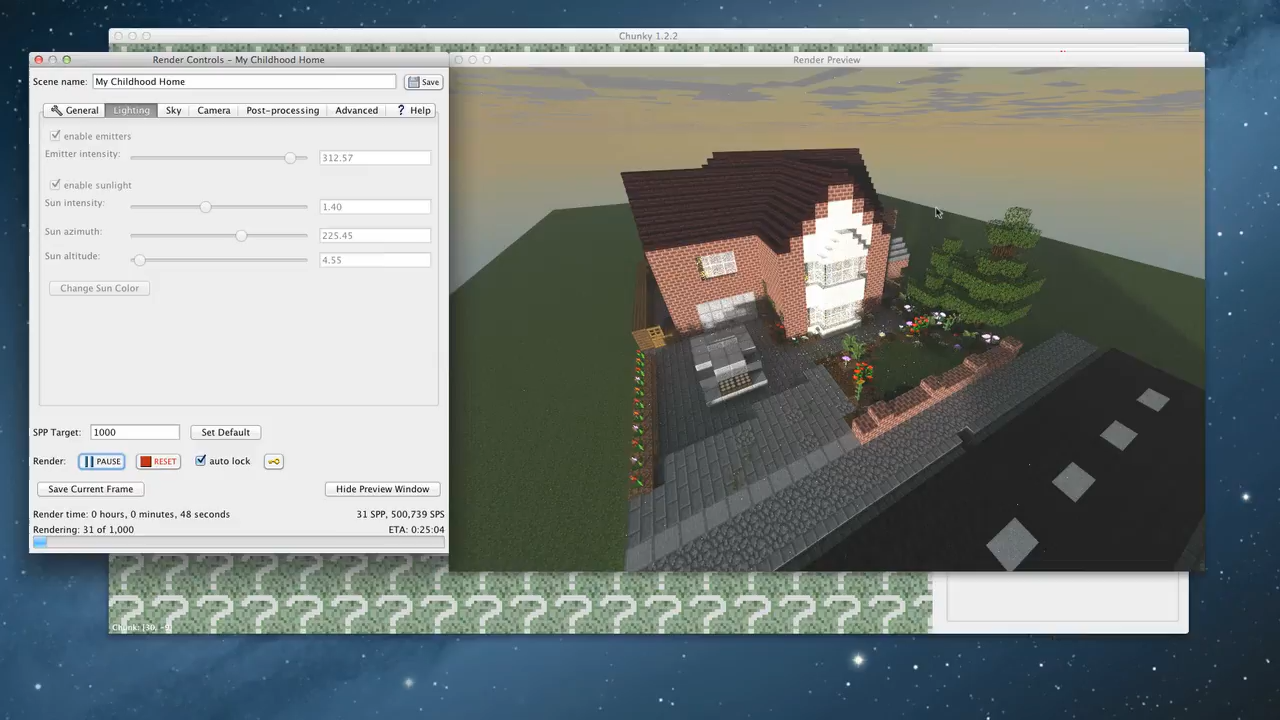 Chunky 1.2.2
Render Controls – My Childhood Home
Render Preview
Scene name: My Childhood Home Save
General Lighting Sky Camera Post-processing Advanced ? Help
enable emitters
Emitter intensity: 312.57
enable sunlight
Sun intensity: 1.40
Sun azimuth: 225.45
Sun altitude: 4.55
Change Sun Color
SPP Target: 1000 Set Default
Render: PAUSE RESET auto lock
Save Current Frame Hide Preview Window
Render time: 0 hours, 0 minutes, 48 seconds 31 SPP, 500,739 SPS
Rendering: 31 of 1,000 ETA: 0:25:04
Chunk: [30, -9]